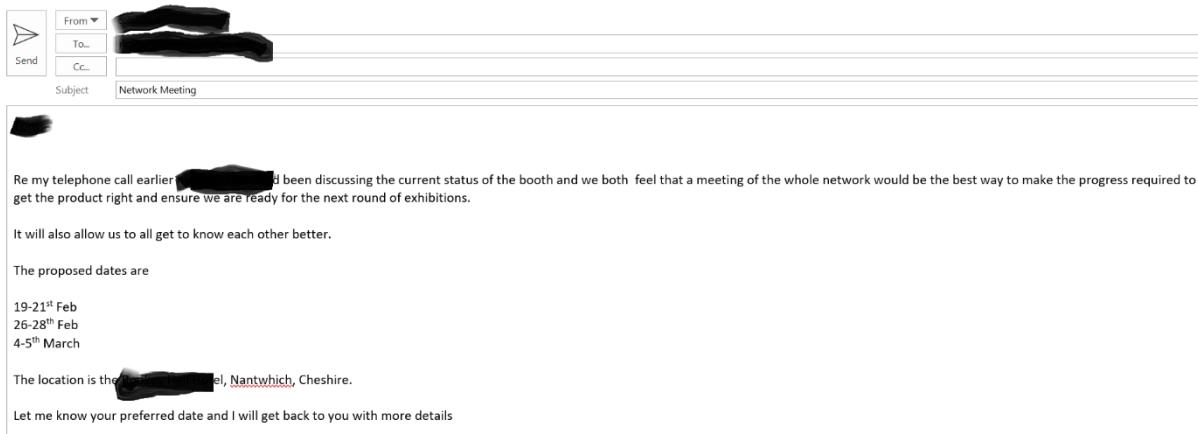 From
To...
Send
Cc...
Subject
Network Meeting
Re my telephone call earlier d been discussing the current status of the booth and we both feel that a meeting of the whole network would be the best way to make the progress required to
get the product right and ensure we are ready for the next round of exhibitions.
It will also allow us to all get to know each other better.
The proposed dates are
19-21st Feb
26-28th Feb
4-5th March
The location is the el, Nantwhich, Cheshire.
Let me know your preferred date and I will get back to you with more details